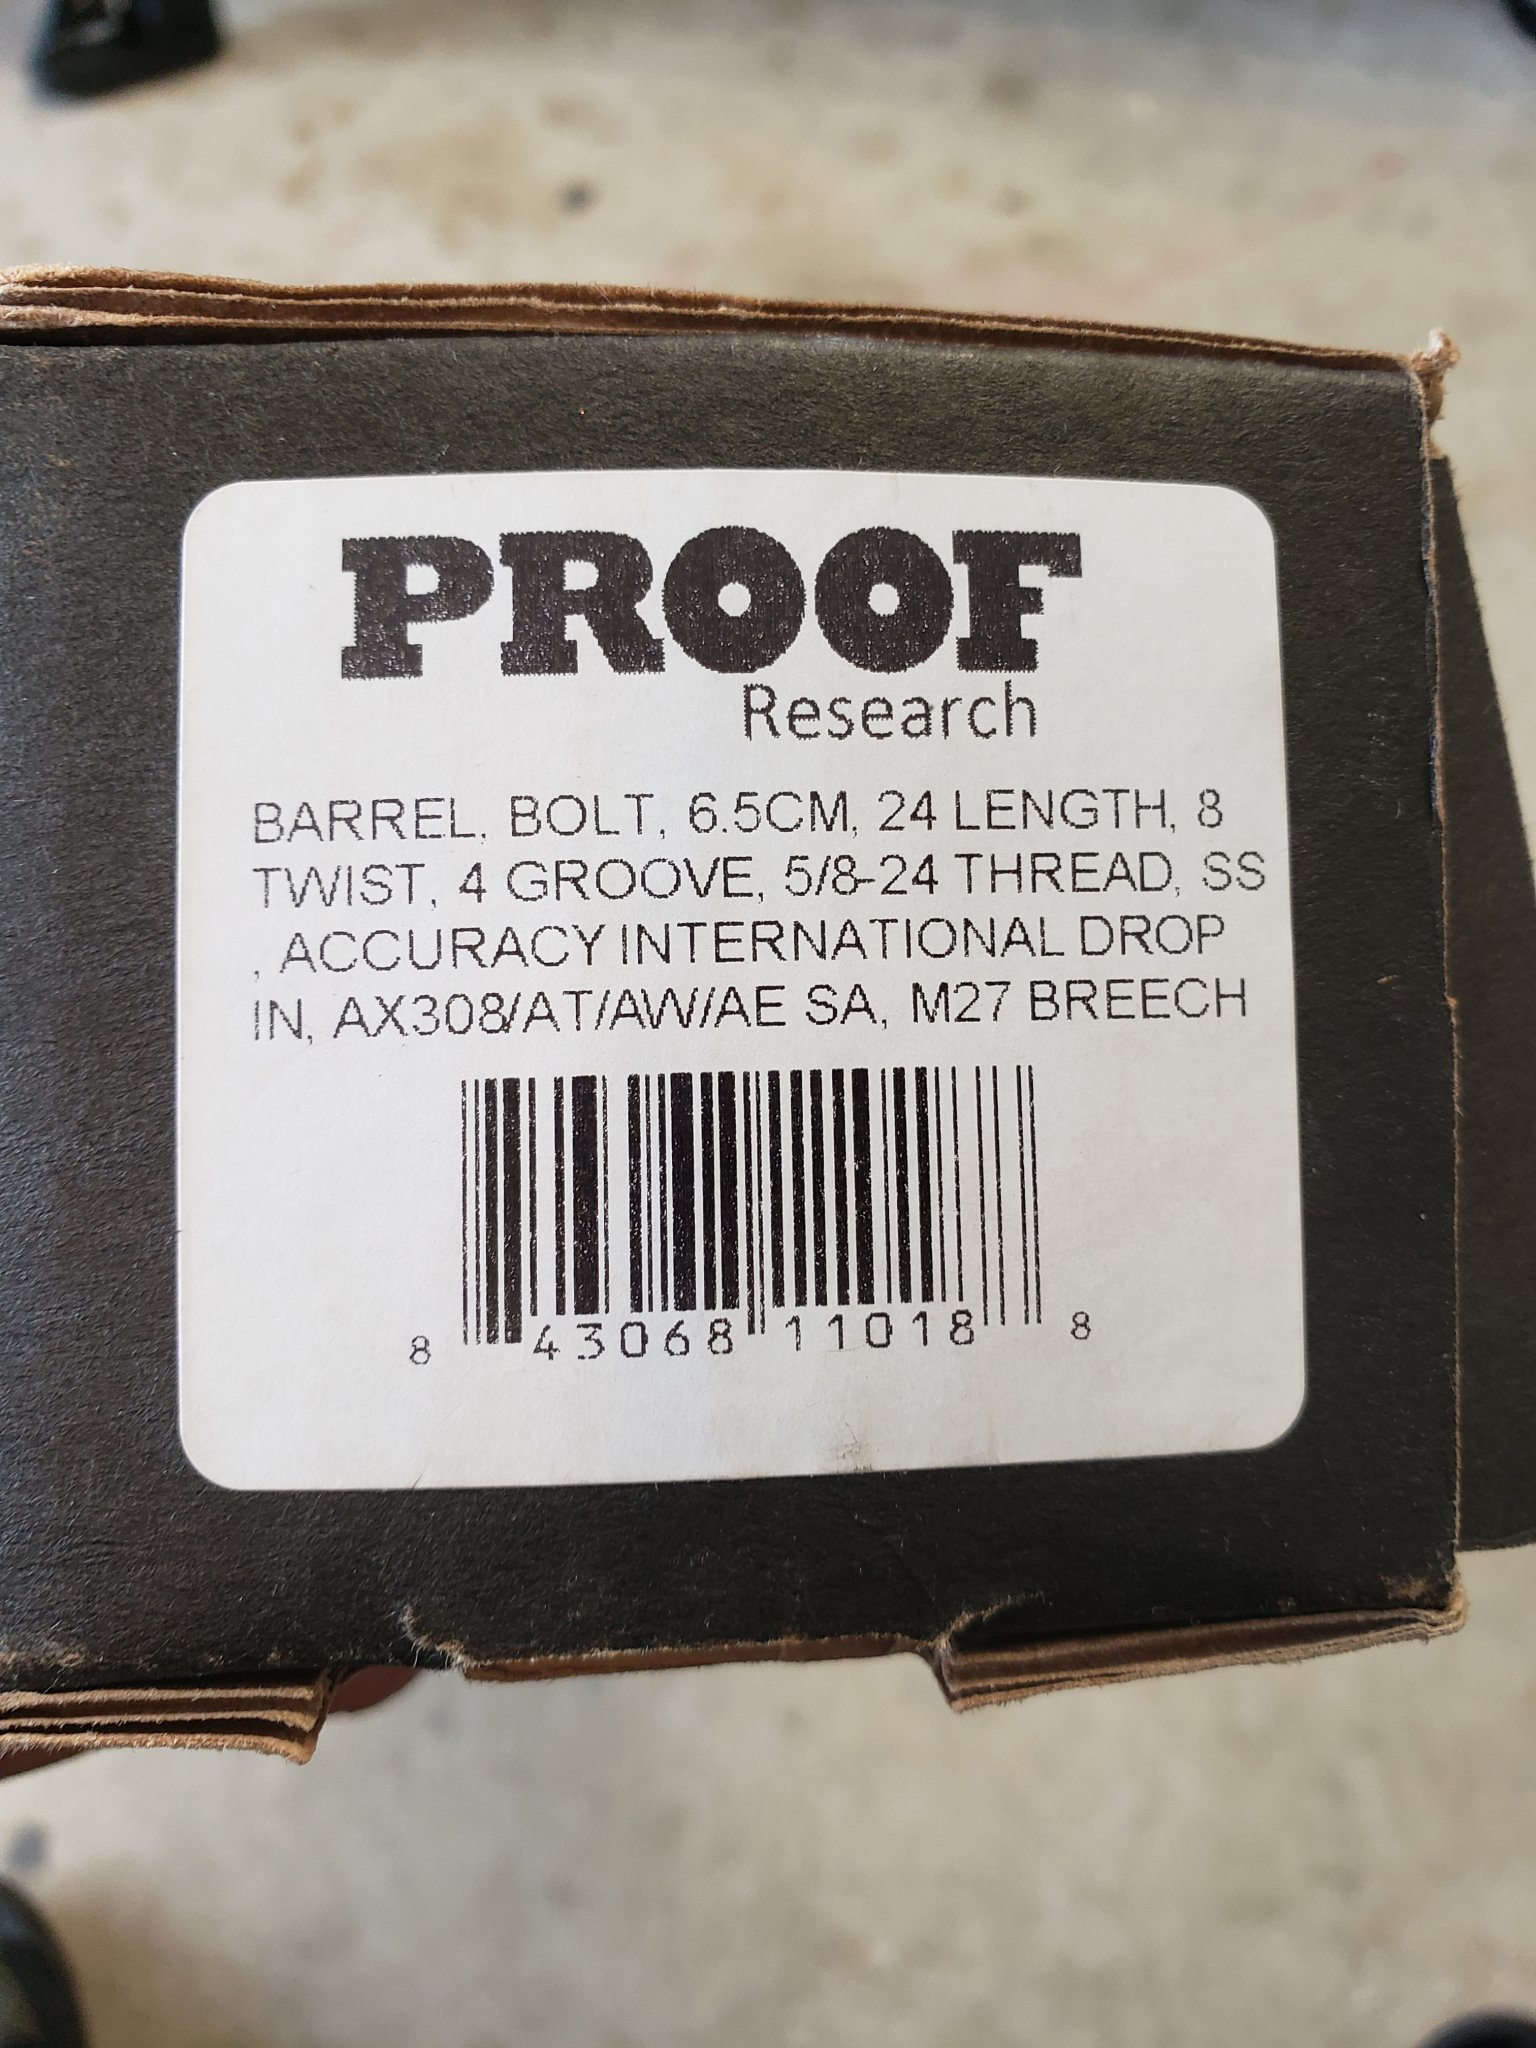 PROOF
Research
BARREL, BOLT, 6.5CM, 24 LENGTH, 8
TWIST, 4 GROOVE, 5/8-24 THREAD, SS
, ACCURACY INTERNATIONAL DROP
IN, AX308/AT/AW/AE SA, M27 BREECH
8 43068 11018 8